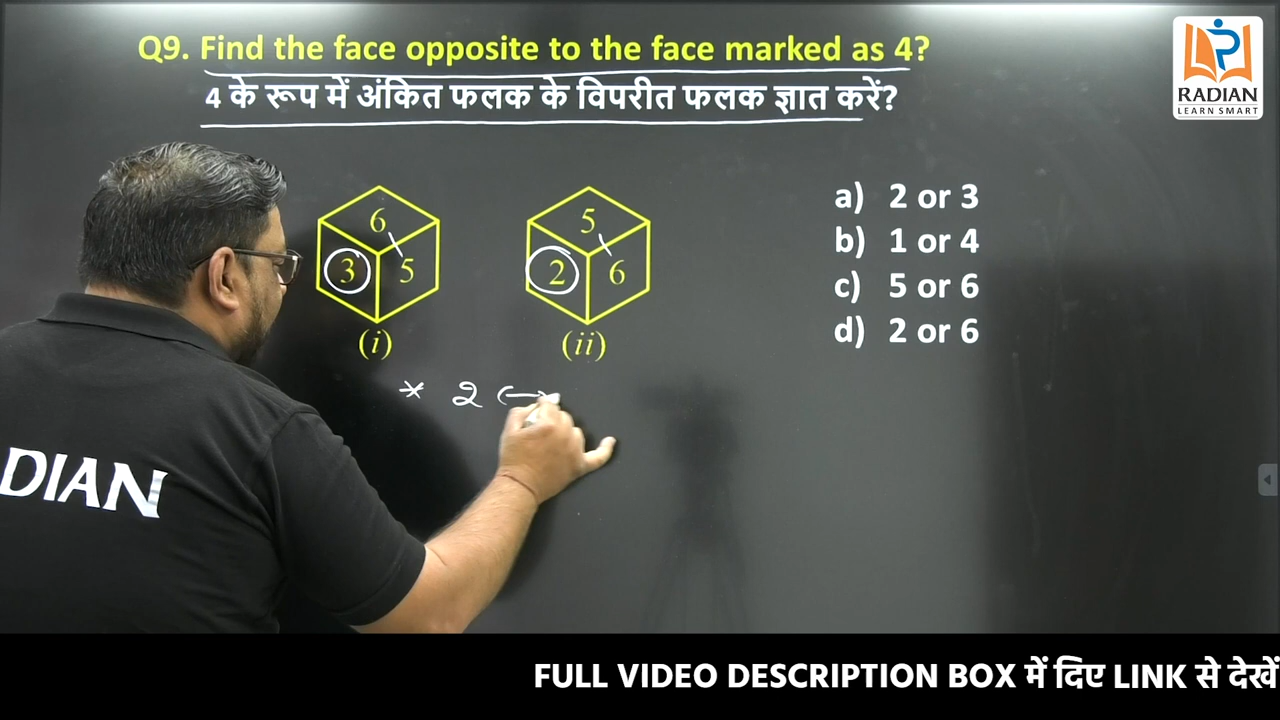 Q9. Find the face opposite to the face marked as 4?
4 के रूप में अंकित फलक के विपरीत फलक ज्ञात करें?
RADIAN
LEARN SMART
6
3
5
(i)
5
2
6
(ii)
a) 2 or 3
b) 1 or 4
c) 5 or 6
d) 2 or 6
* 2 ↔
DIAN
FULL VIDEO DESCRIPTION BOX में दिए LINK से देखें